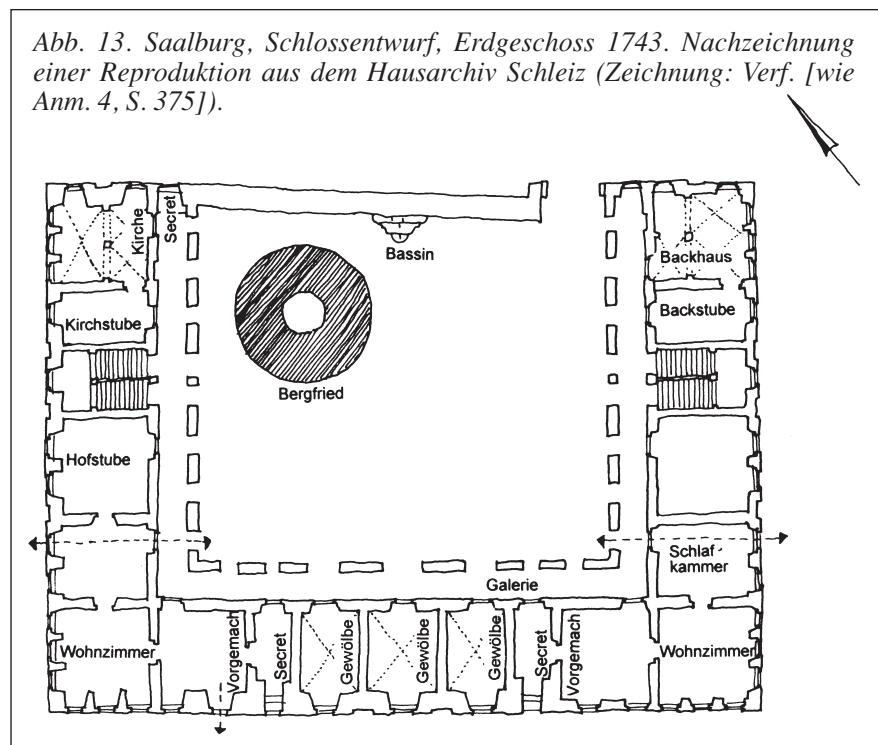 Abb. 13. Saalburg, Schlossentwurf, Erdgeschoss 1743. Nachzeichnung
einer Reproduktion aus dem Hausarchiv Schleiz (Zeichnung: Verf. [wie
Anm. 4, S. 375]).
Kirche
Secret
Bassin
Backhaus
Kirchstube
Backstube
Bergfried
Hofstube
Schlaf-
kammer
Galerie
Wohnzimmer
Vorgemach
Secret
Gewölbe
Gewölbe
Gewölbe
Secret
Vorgemach
Wohnzimmer